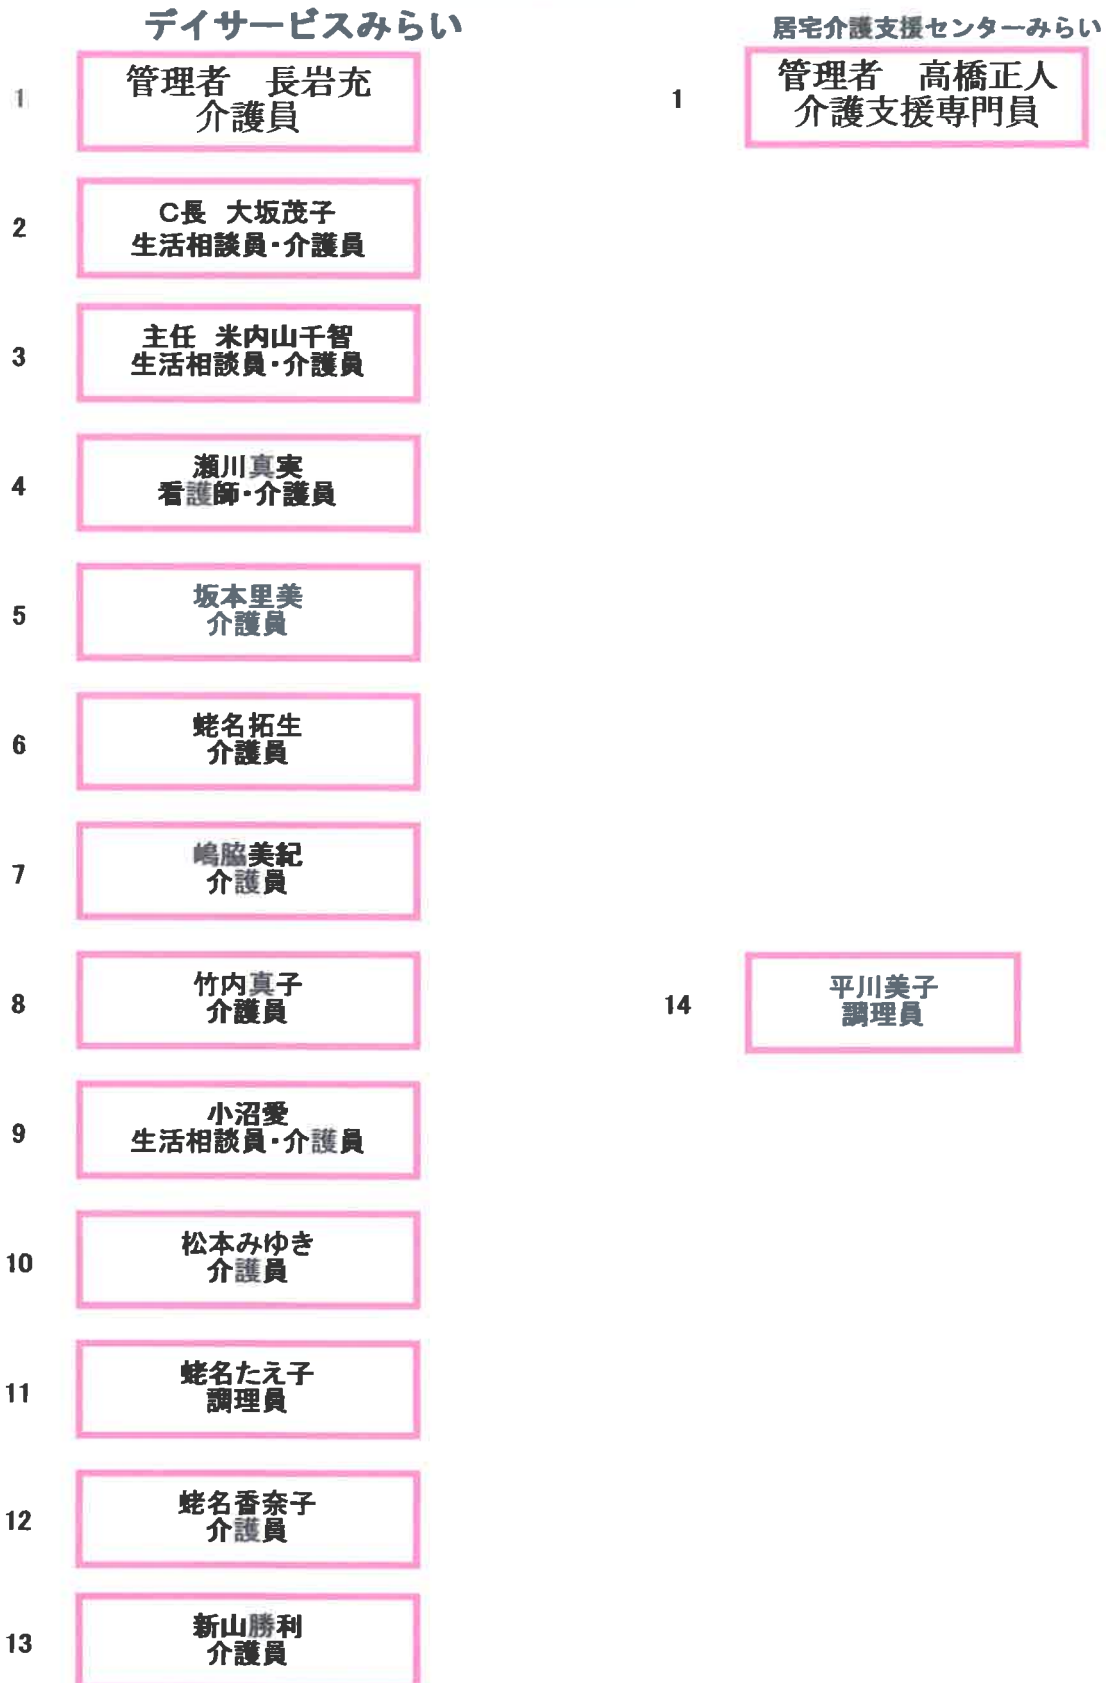 デイサービスみらい
1
管理者　長岩充
介護員
2
C長　大坂茂子
生活相談員・介護員
3
主任　米内山千智
生活相談員・介護員
4
瀬川真実
看護師・介護員
5
坂本里美
介護員
6
蛯名拓生
介護員
7
嶋脇美紀
介護員
8
竹内真子
介護員
9
小沼愛
生活相談員・介護員
10
松本みゆき
介護員
11
蛯名たえ子
調理員
12
蛯名香奈子
介護員
13
新山勝利
介護員
居宅介護支援センターみらい
1
管理者　高橋正人
介護支援専門員
14
平川美子
調理員